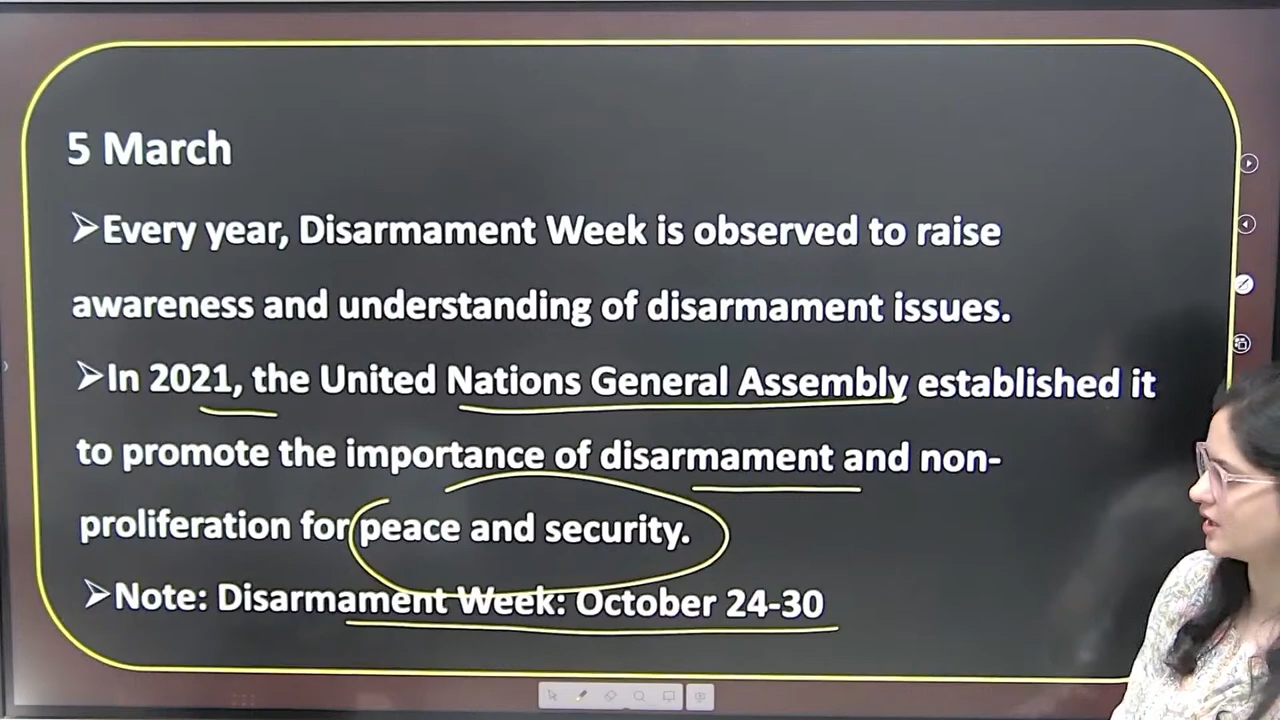 5 March
➢Every year, Disarmament Week is observed to raise
awareness and understanding of disarmament issues.
➢In 2021, the United Nations General Assembly established it
to promote the importance of disarmament and non-
proliferation for peace and security.
➢Note: Disarmament Week: October 24-30